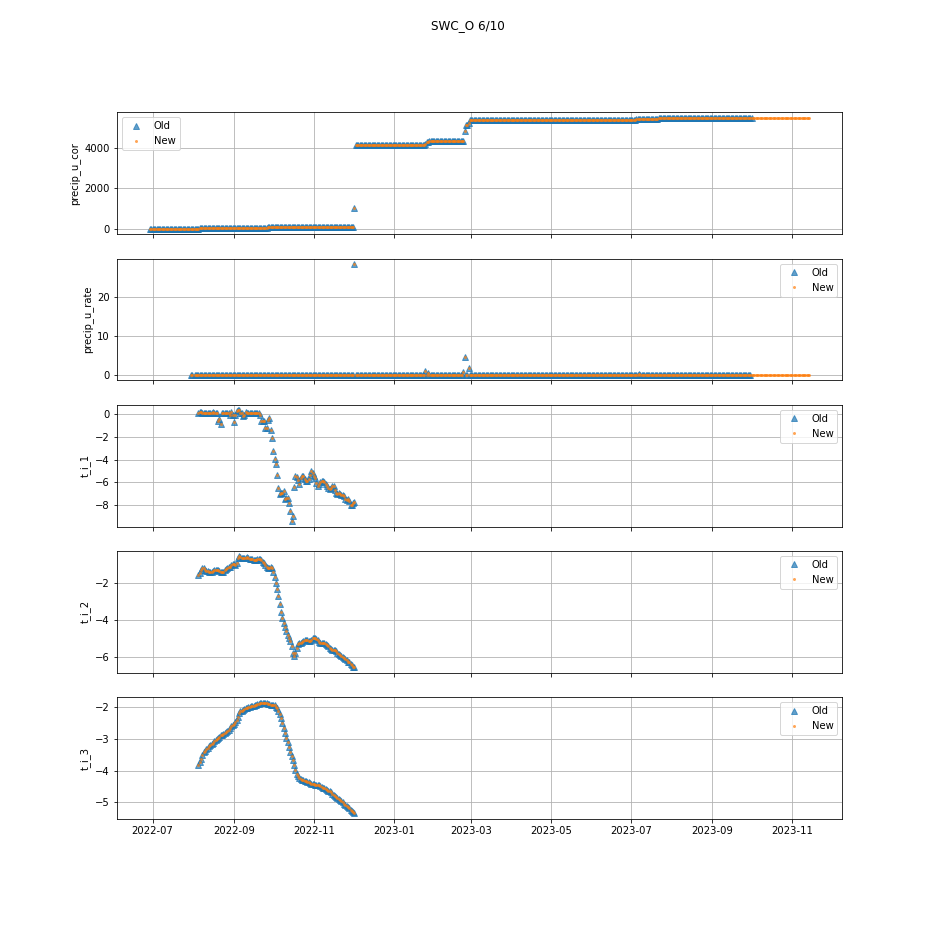 SWC_O 6/10
Old
New
precip_u_cor
4000
2000
0
Old
New
precip_u_rate
20
10
0
Old
New
t_i_1
0
−2
−4
−6
−8
Old
New
t_i_2
−2
−4
−6
Old
New
t_i_3
−2
−3
−4
−5
2022-07 2022-09 2022-11 2023-01 2023-03 2023-05 2023-07 2023-09 2023-11